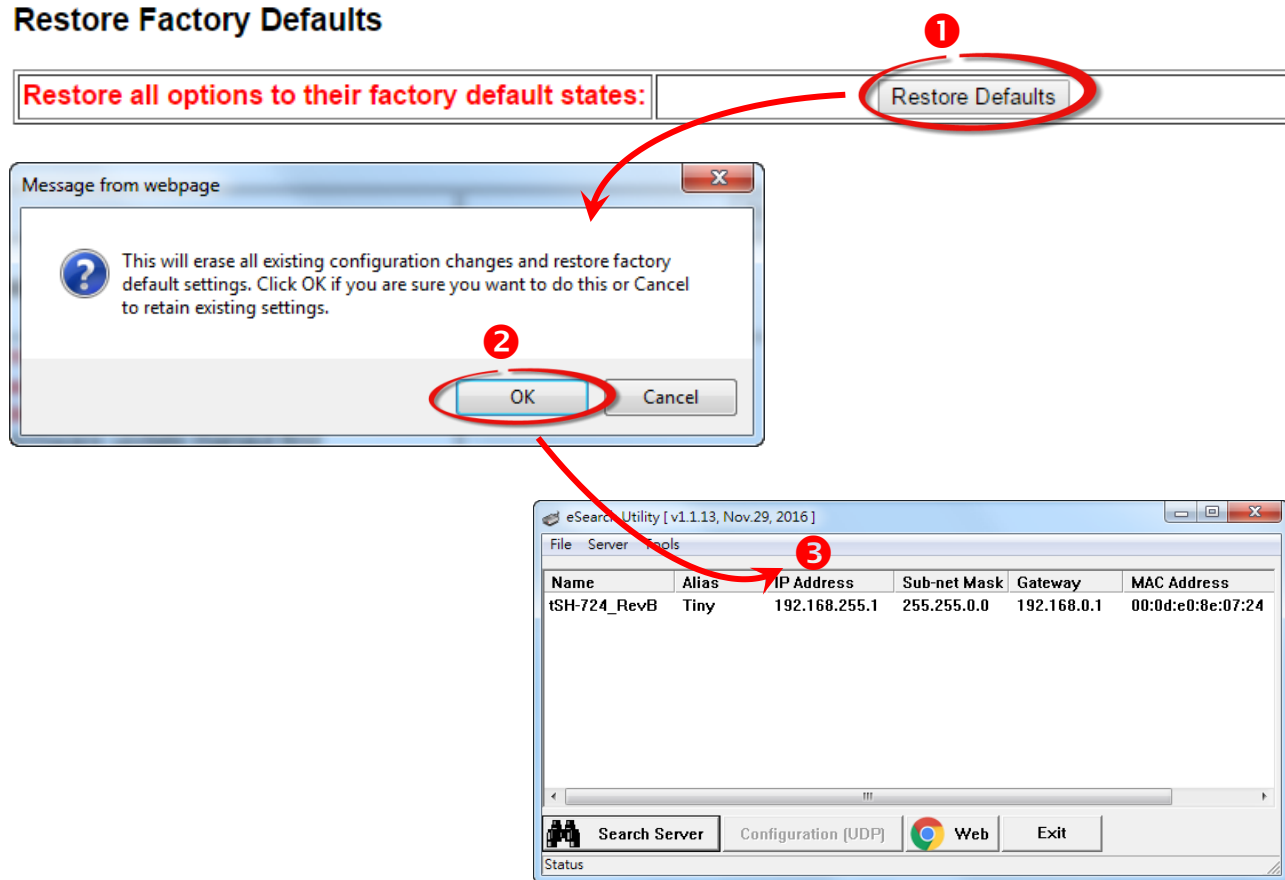 Restore Factory Defaults
❶
Restore all options to their factory default states: Restore Defaults
Message from webpage
This will erase all existing configuration changes and restore factory
default settings. Click OK if you are sure you want to do this or Cancel
to retain existing settings.
❷
OK Cancel
eSearch Utility [ v1.1.13, Nov.29, 2016 ]
File Server Tools
❸
Name Alias IP Address Sub-net Mask Gateway MAC Address
tSH-724_RevB Tiny 192.168.255.1 255.255.0.0 192.168.0.1 00:0d:e0:8e:07:24
Search Server Configuration (UDP) Web Exit
Status